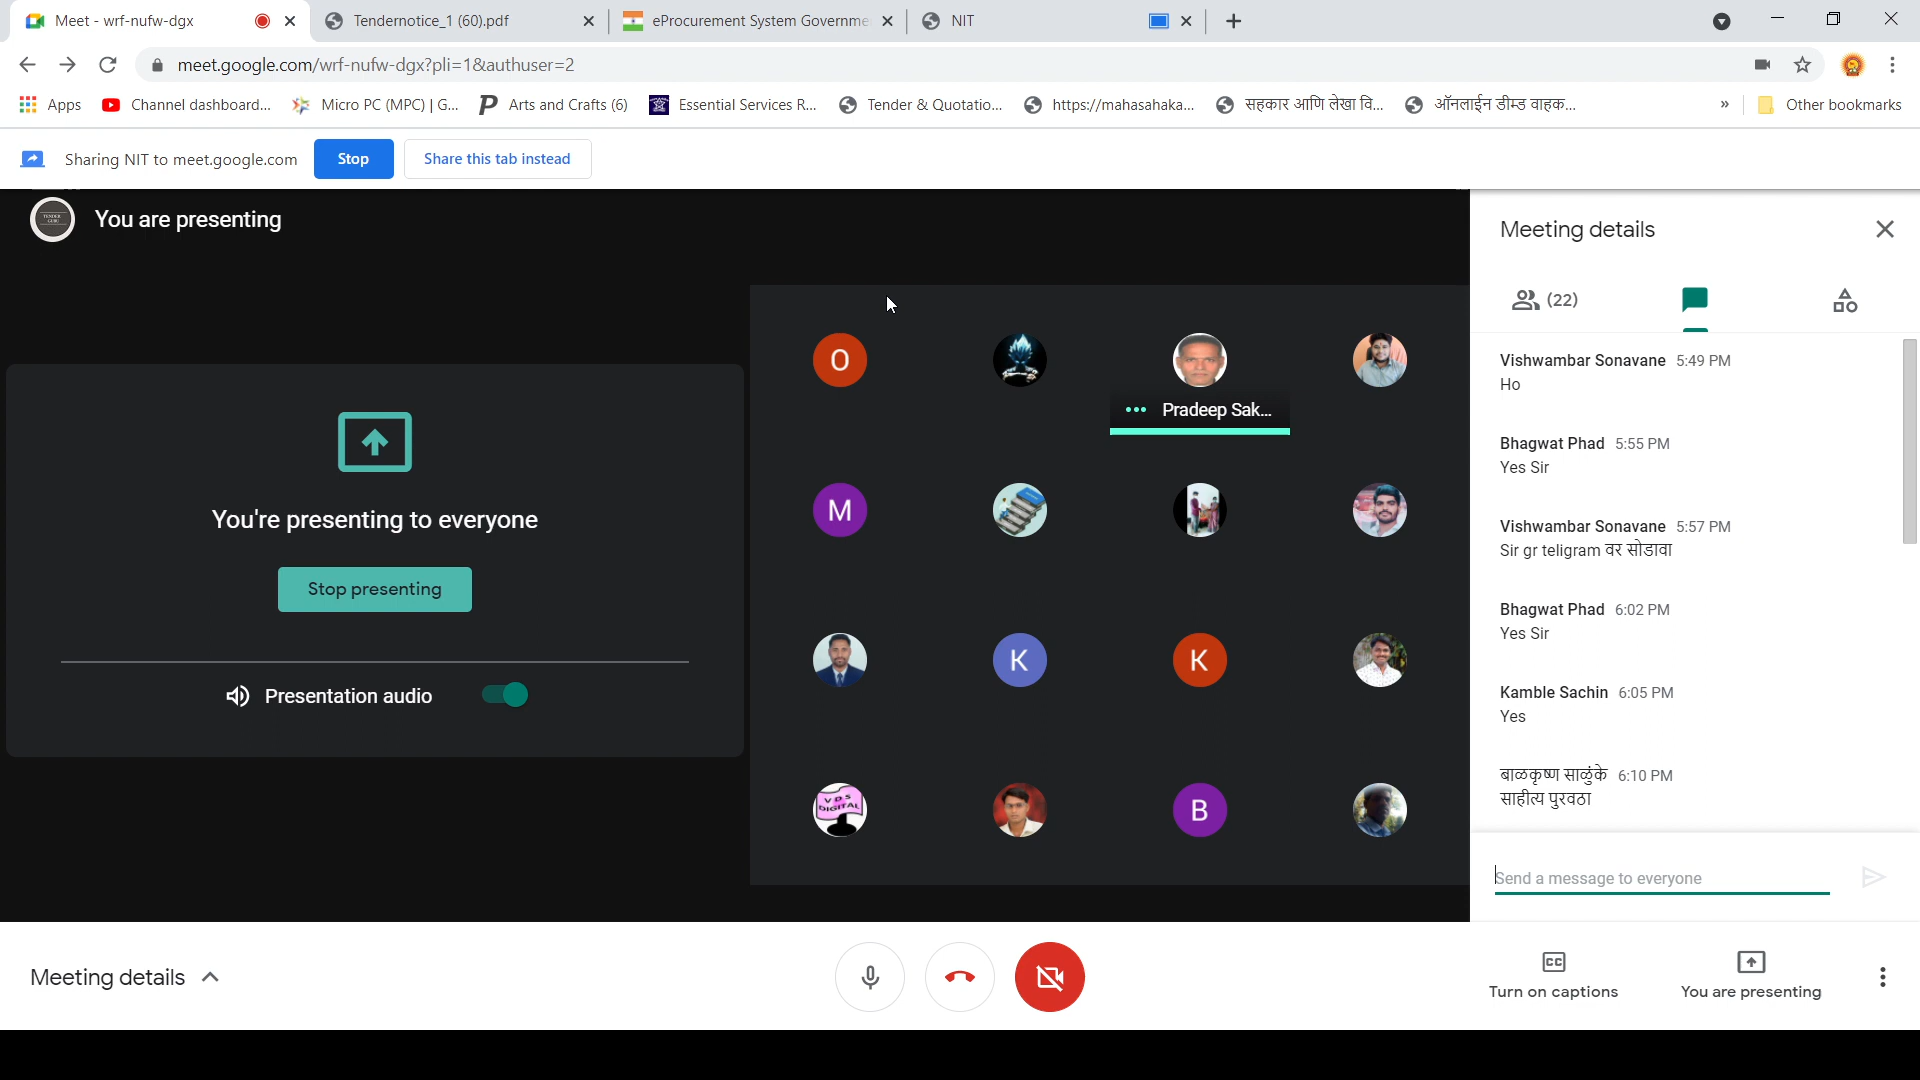 Meet - wrf-nufw-dgx
Tendernotice_1 (60).pdf
eProcurement System Governme
NIT
meet.google.com/wrf-nufw-dgx?pli=1&authuser=2
Apps
Channel dashboard...
Micro PC (MPC) | G...
Arts and Crafts (6)
Essential Services R...
Tender & Quotatio...
https://mahasahaka...
सहकार आणि लेखा वि...
ऑनलाईन डीम्ड वाहक...
»
Other bookmarks
Sharing NIT to meet.google.com
Stop
Share this tab instead
TENDER
GURU
You are presenting
You're presenting to everyone
Stop presenting
Presentation audio
O
Pradeep Sak...
M
K
K
VDS
DIGITAL
B
Meeting details
(22)
Vishwambar Sonavane 5:49 PM
Ho
Bhagwat Phad 5:55 PM
Yes Sir
Vishwambar Sonavane 5:57 PM
Sir gr teligram वर सोडावा
Bhagwat Phad 6:02 PM
Yes Sir
Kamble Sachin 6:05 PM
Yes
बाळकृष्ण साळुंके 6:10 PM
साहीत्य पुरवठा
Send a message to everyone
Meeting details
CC
Turn on captions
You are presenting